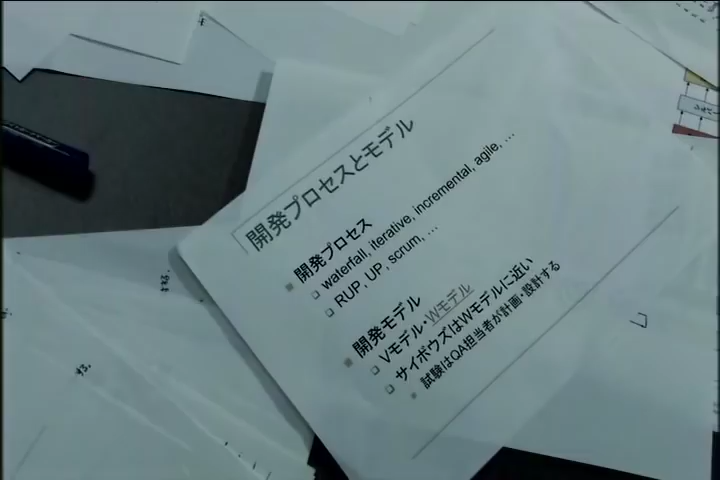 開発プロセスとモデル
開発プロセス
waterfall, iterative, incremental, agile, …
RUP, UP, scrum, …
開発モデル
Vモデル・Wモデル
サイボウズはWモデルに近い
試験はQA担当者が計画・設計する